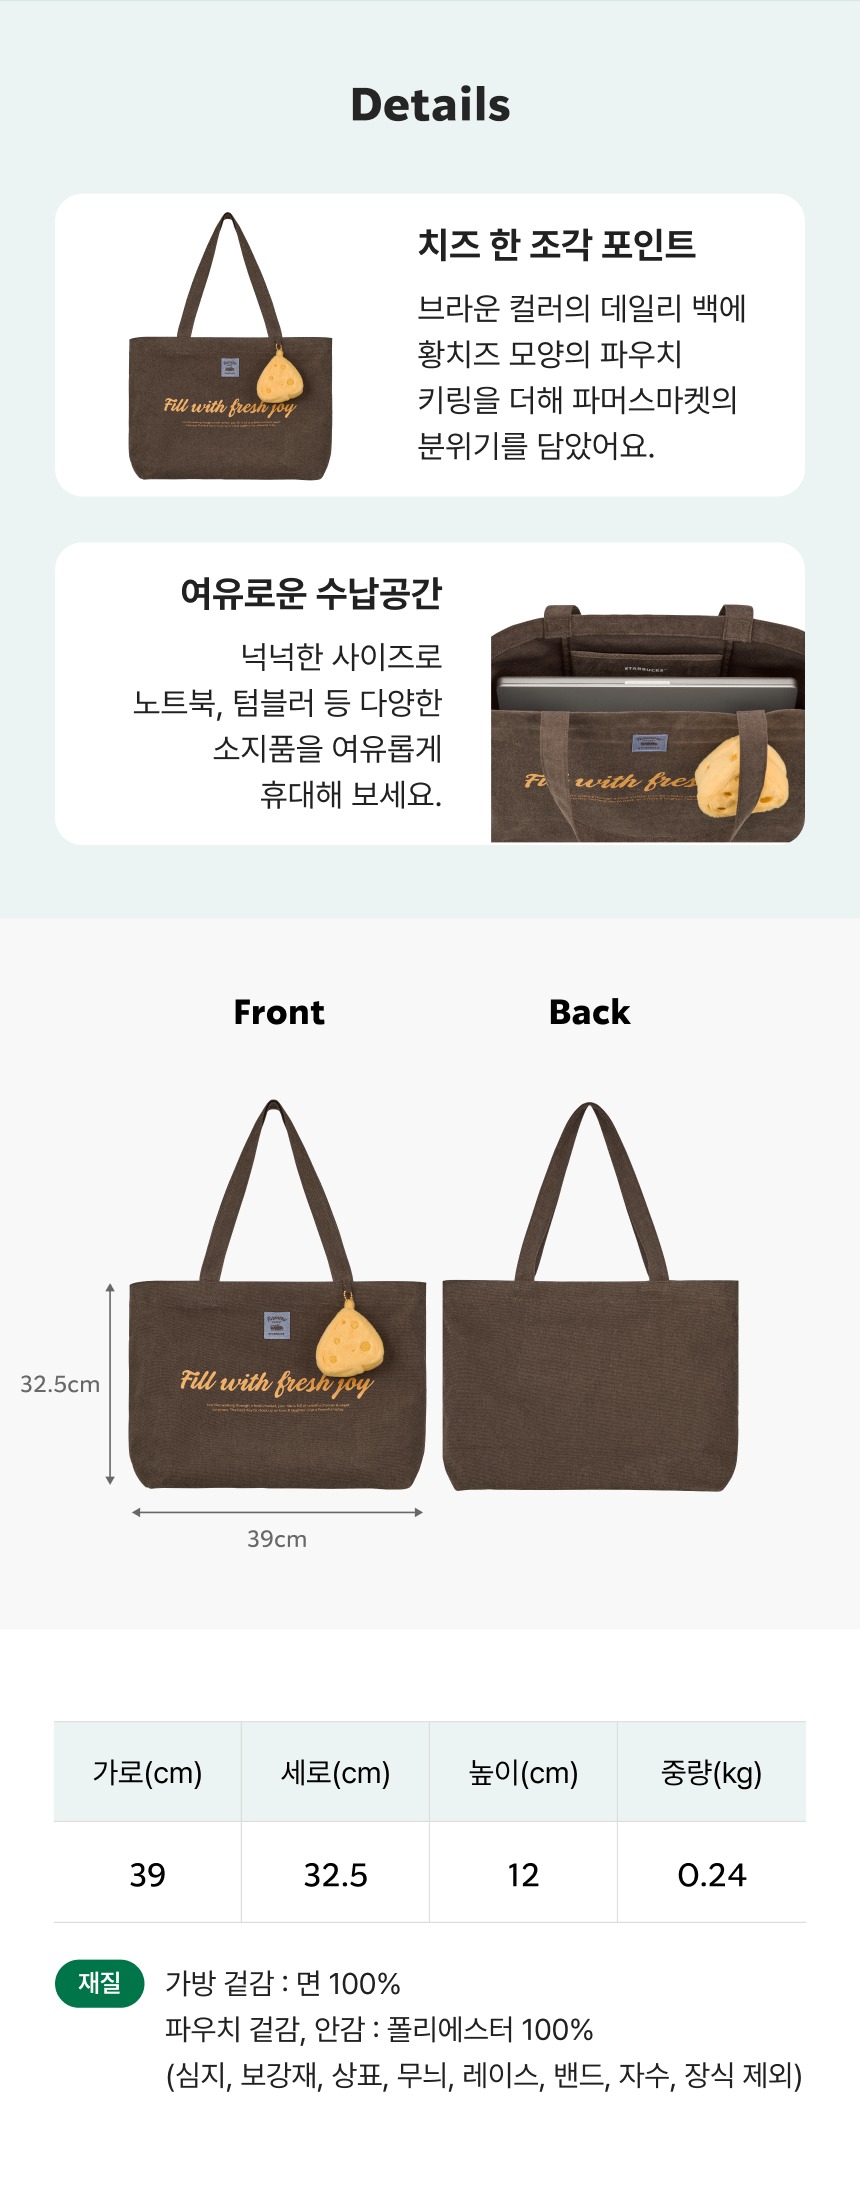 Details
치즈 한 조각 포인트
브라운 컬러의 데일리 백에
황치즈 모양의 파우치
키링을 더해 파머스마켓의
분위기를 담았어요.
Fill with fresh joy
여유로운 수납공간
넉넉한 사이즈로
노트북, 텀블러 등 다양한
소지품을 여유롭게
휴대해 보세요.
STARBUCKS
Fill with fres
Front
Back
Fill with fresh joy
32.5cm
39cm
가로(cm)
세로(cm)
높이(cm)
중량(kg)
39
32.5
12
0.24
재질
가방 겉감 : 면 100%
파우치 겉감, 안감 : 폴리에스터 100%
(심지, 보강재, 상표, 무늬, 레이스, 밴드, 자수, 장식 제외)